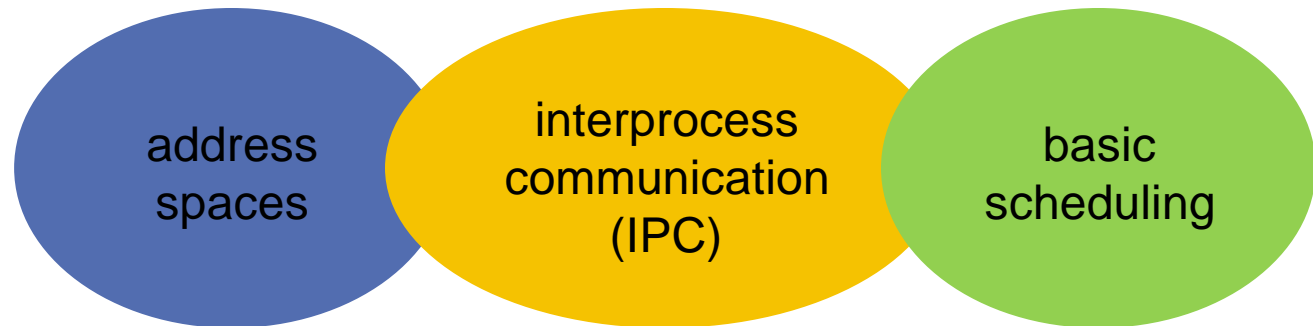 address
spaces
interprocess
communication
(IPC)
basic
scheduling